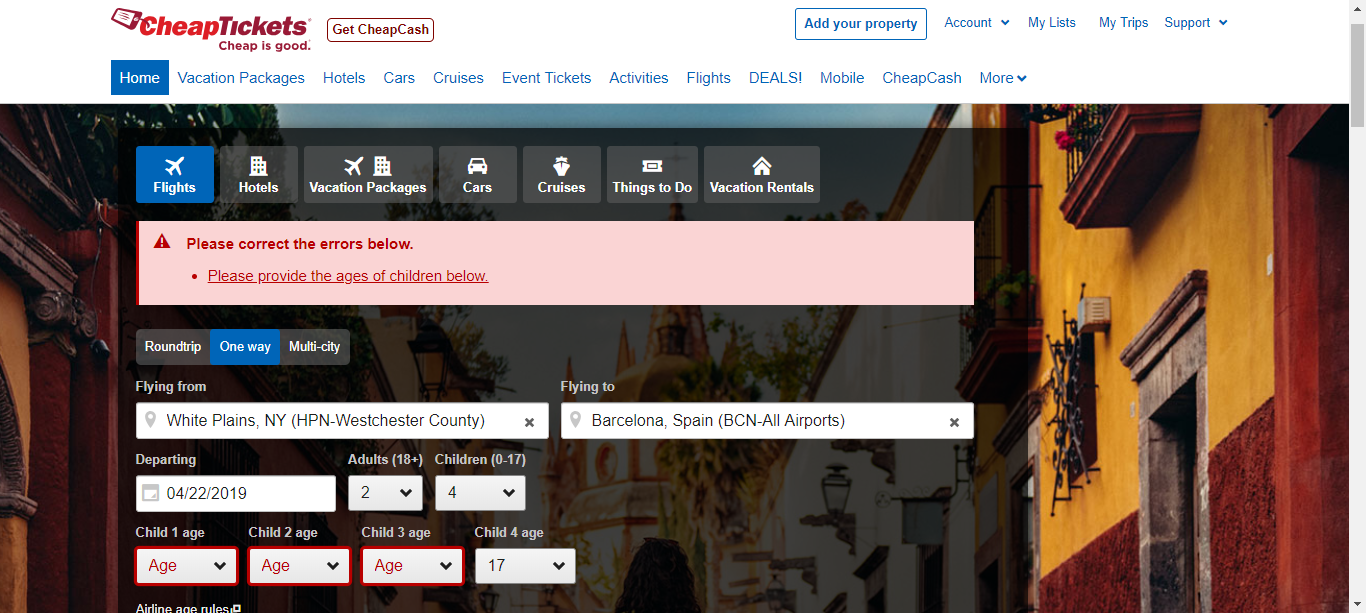 CheapTickets
Cheap is good.
Get CheapCash
Add your property
Account
My Lists
My Trips
Support
Home
Vacation Packages
Hotels
Cars
Cruises
Event Tickets
Activities
Flights
DEALS!
Mobile
CheapCash
More
Flights
Hotels
Vacation Packages
Cars
Cruises
Things to Do
Vacation Rentals
Please correct the errors below.
• Please provide the ages of children below.
Roundtrip
One way
Multi-city
Flying from
Flying to
White Plains, NY (HPN-Westchester County)
Barcelona, Spain (BCN-All Airports)
Departing
Adults (18+)
Children (0-17)
04/22/2019
2
4
Child 1 age
Child 2 age
Child 3 age
Child 4 age
Age
Age
Age
17
Airline age rules